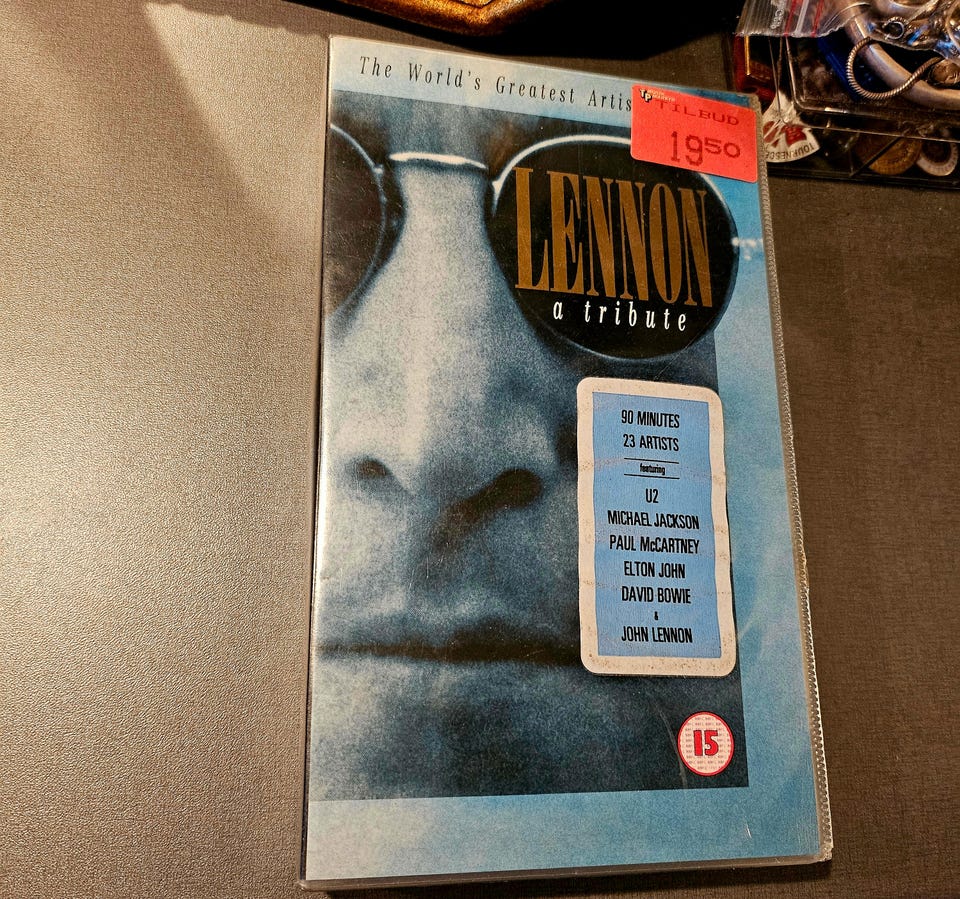 The World's Greatest Artis
TILBUD
1950
LENNON
a tribute
90 MINUTES
23 ARTISTS
featuring
U2
MICHAEL JACKSON
PAUL McCARTNEY
ELTON JOHN
DAVID BOWIE
&
JOHN LENNON
15
TOURNESC